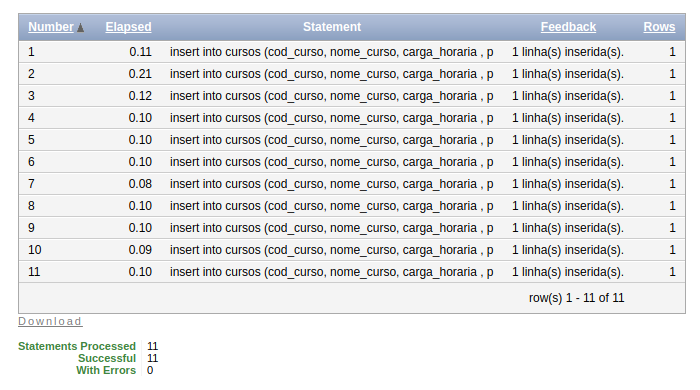 Number Elapsed Statement Feedback Rows
1 0.11 insert into cursos (cod_curso, nome_curso, carga_horaria , p 1 linha(s) inserida(s). 1
2 0.21 insert into cursos (cod_curso, nome_curso, carga_horaria , p 1 linha(s) inserida(s). 1
3 0.12 insert into cursos (cod_curso, nome_curso, carga_horaria , p 1 linha(s) inserida(s). 1
4 0.10 insert into cursos (cod_curso, nome_curso, carga_horaria , p 1 linha(s) inserida(s). 1
5 0.10 insert into cursos (cod_curso, nome_curso, carga_horaria , p 1 linha(s) inserida(s). 1
6 0.10 insert into cursos (cod_curso, nome_curso, carga_horaria , p 1 linha(s) inserida(s). 1
7 0.08 insert into cursos (cod_curso, nome_curso, carga_horaria , p 1 linha(s) inserida(s). 1
8 0.10 insert into cursos (cod_curso, nome_curso, carga_horaria , p 1 linha(s) inserida(s). 1
9 0.10 insert into cursos (cod_curso, nome_curso, carga_horaria , p 1 linha(s) inserida(s). 1
10 0.09 insert into cursos (cod_curso, nome_curso, carga_horaria , p 1 linha(s) inserida(s). 1
11 0.10 insert into cursos (cod_curso, nome_curso, carga_horaria , p 1 linha(s) inserida(s). 1
row(s) 1 - 11 of 11
Download
Statements Processed 11
Successful 11
With Errors 0